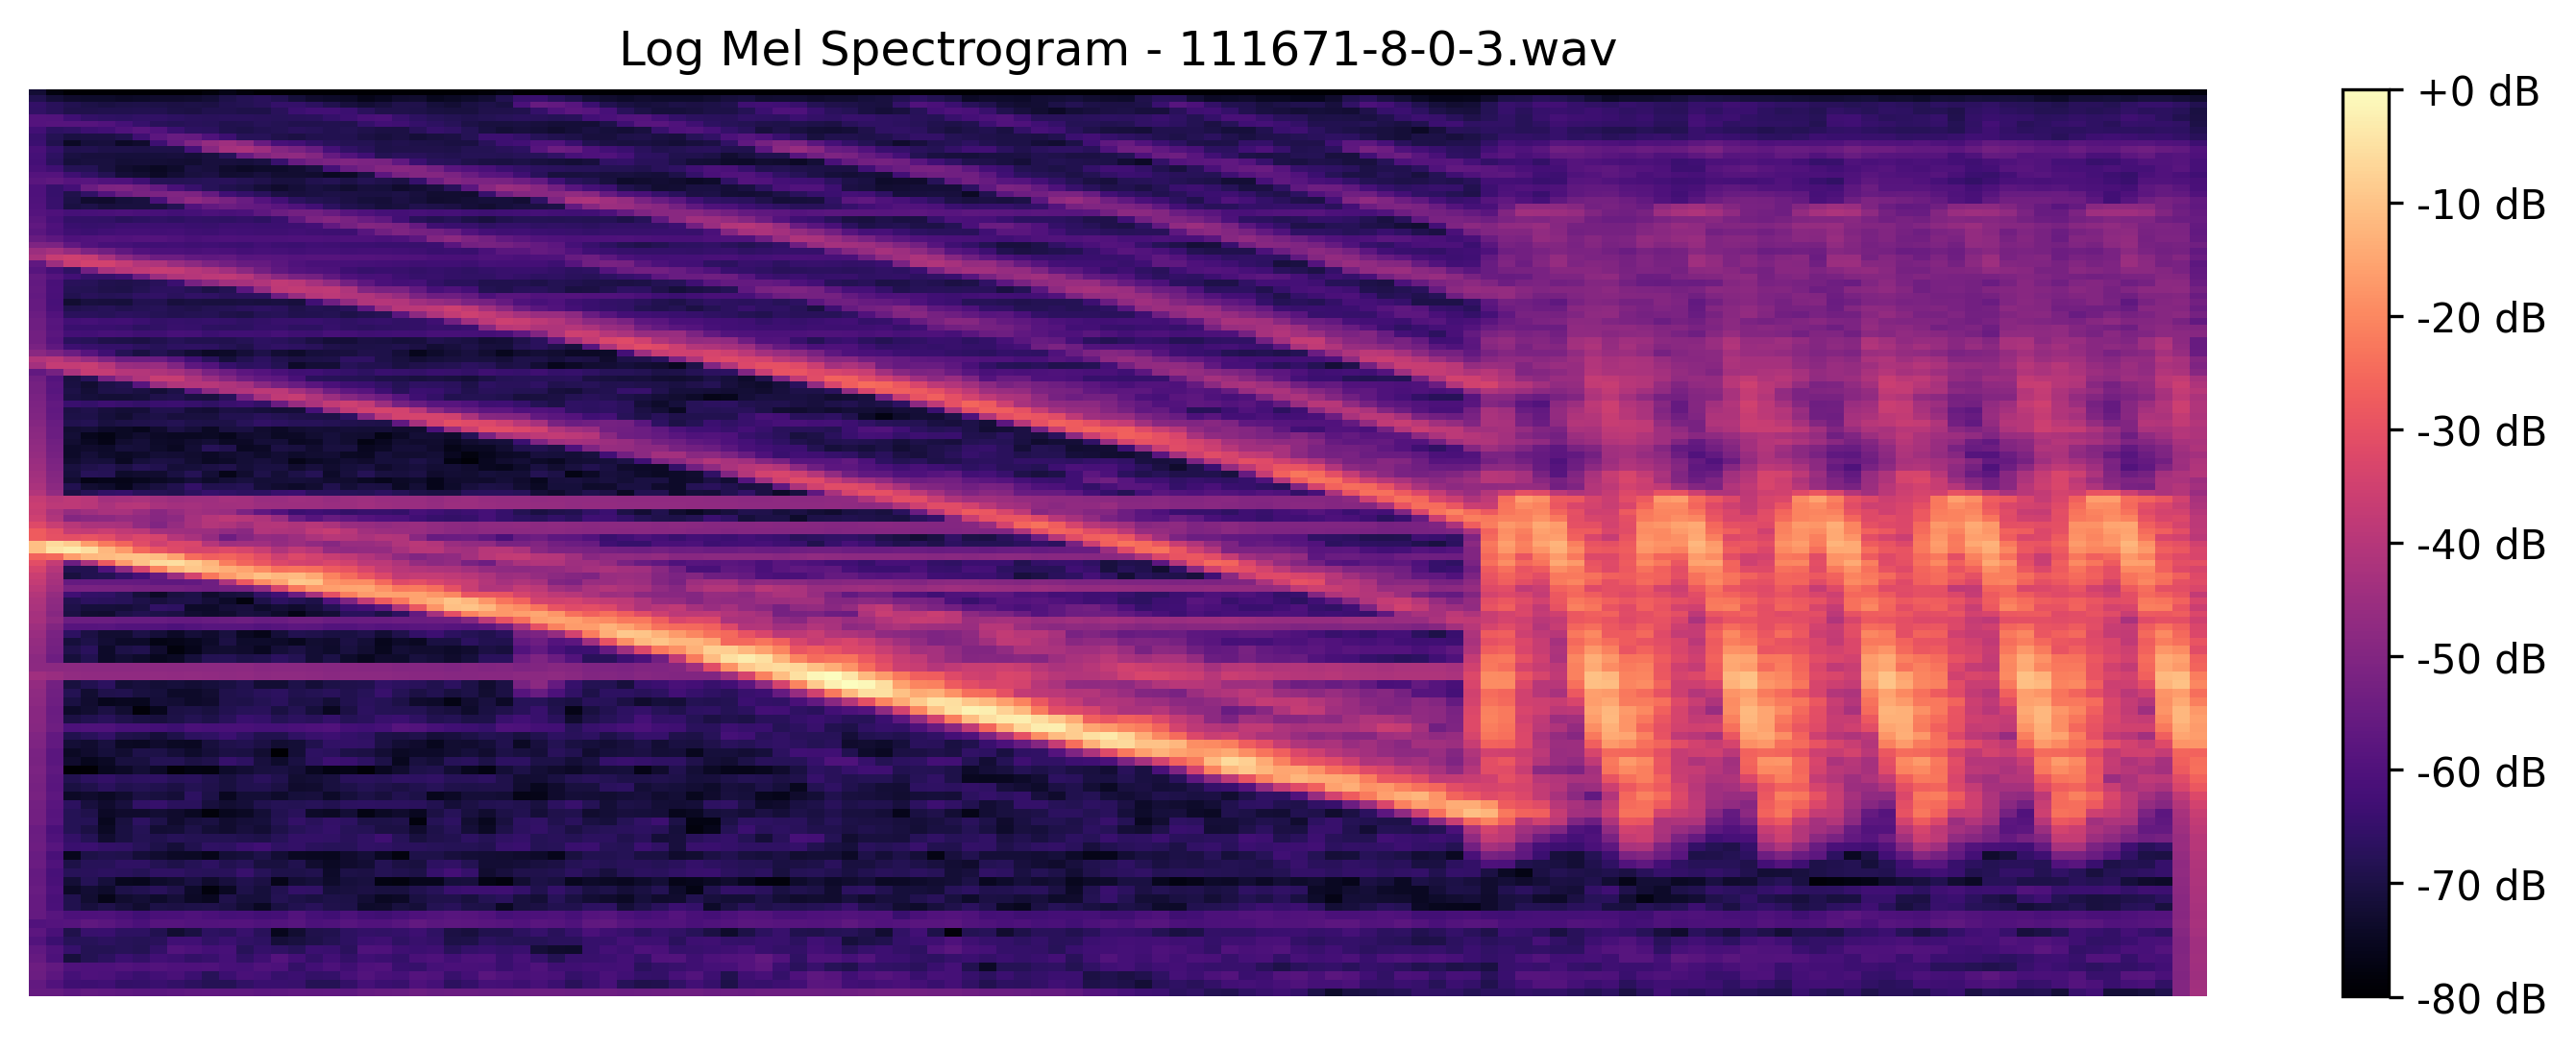 Log Mel Spectrogram - 111671-8-0-3.wav
+0 dB
-10 dB
-20 dB
-30 dB
-40 dB
-50 dB
-60 dB
-70 dB
-80 dB